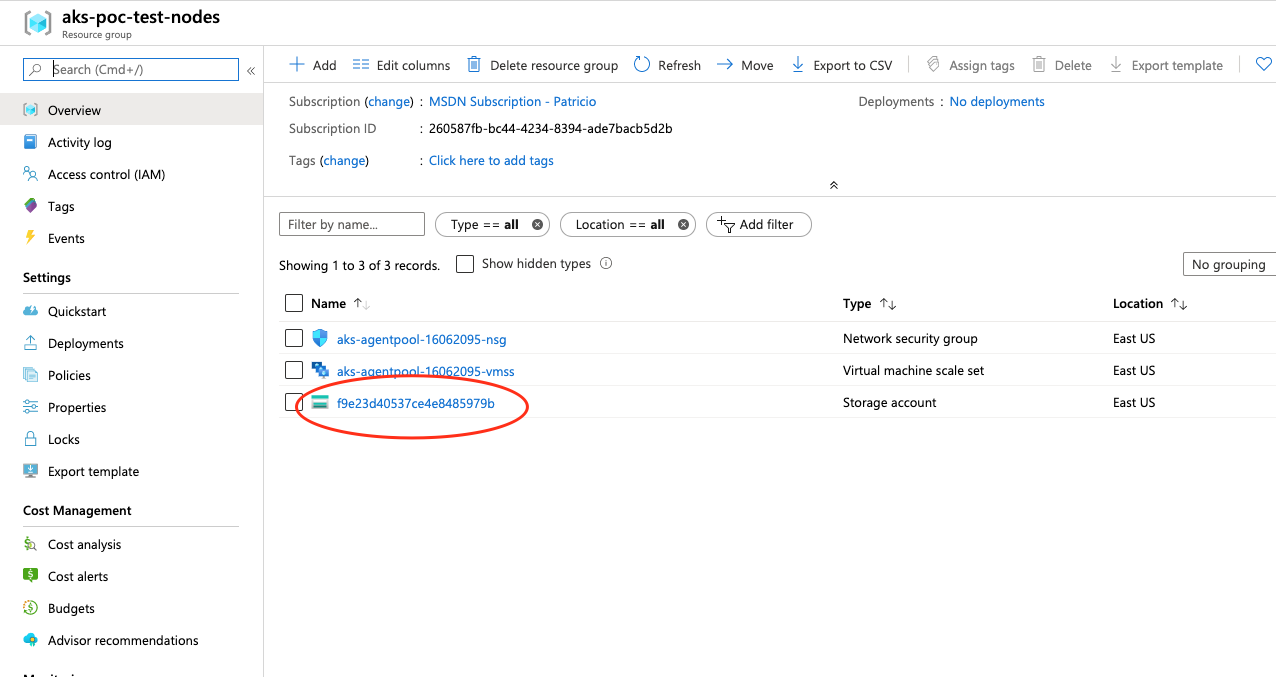 aks-poc-test-nodes
Resource group
Search (Cmd+/)
«
Overview
Activity log
Access control (IAM)
Tags
Events
Settings
Quickstart
Deployments
Policies
Properties
Locks
Export template
Cost Management
Cost analysis
Cost alerts
Budgets
Advisor recommendations
Add Edit columns Delete resource group Refresh Move Export to CSV Assign tags Delete Export template
Subscription (change) : MSDN Subscription - Patricio Deployments : No deployments
Subscription ID : 260587fb-bc44-4234-8394-ade7bacb5d2b
Tags (change) : Click here to add tags
Filter by name... Type == all Location == all Add filter
Showing 1 to 3 of 3 records. Show hidden types No grouping
Name ↑↓ Type ↑↓ Location ↑↓
aks-agentpool-16062095-nsg Network security group East US
aks-agentpool-16062095-vmss Virtual machine scale set East US
f9e23d40537ce4e8485979b Storage account East US